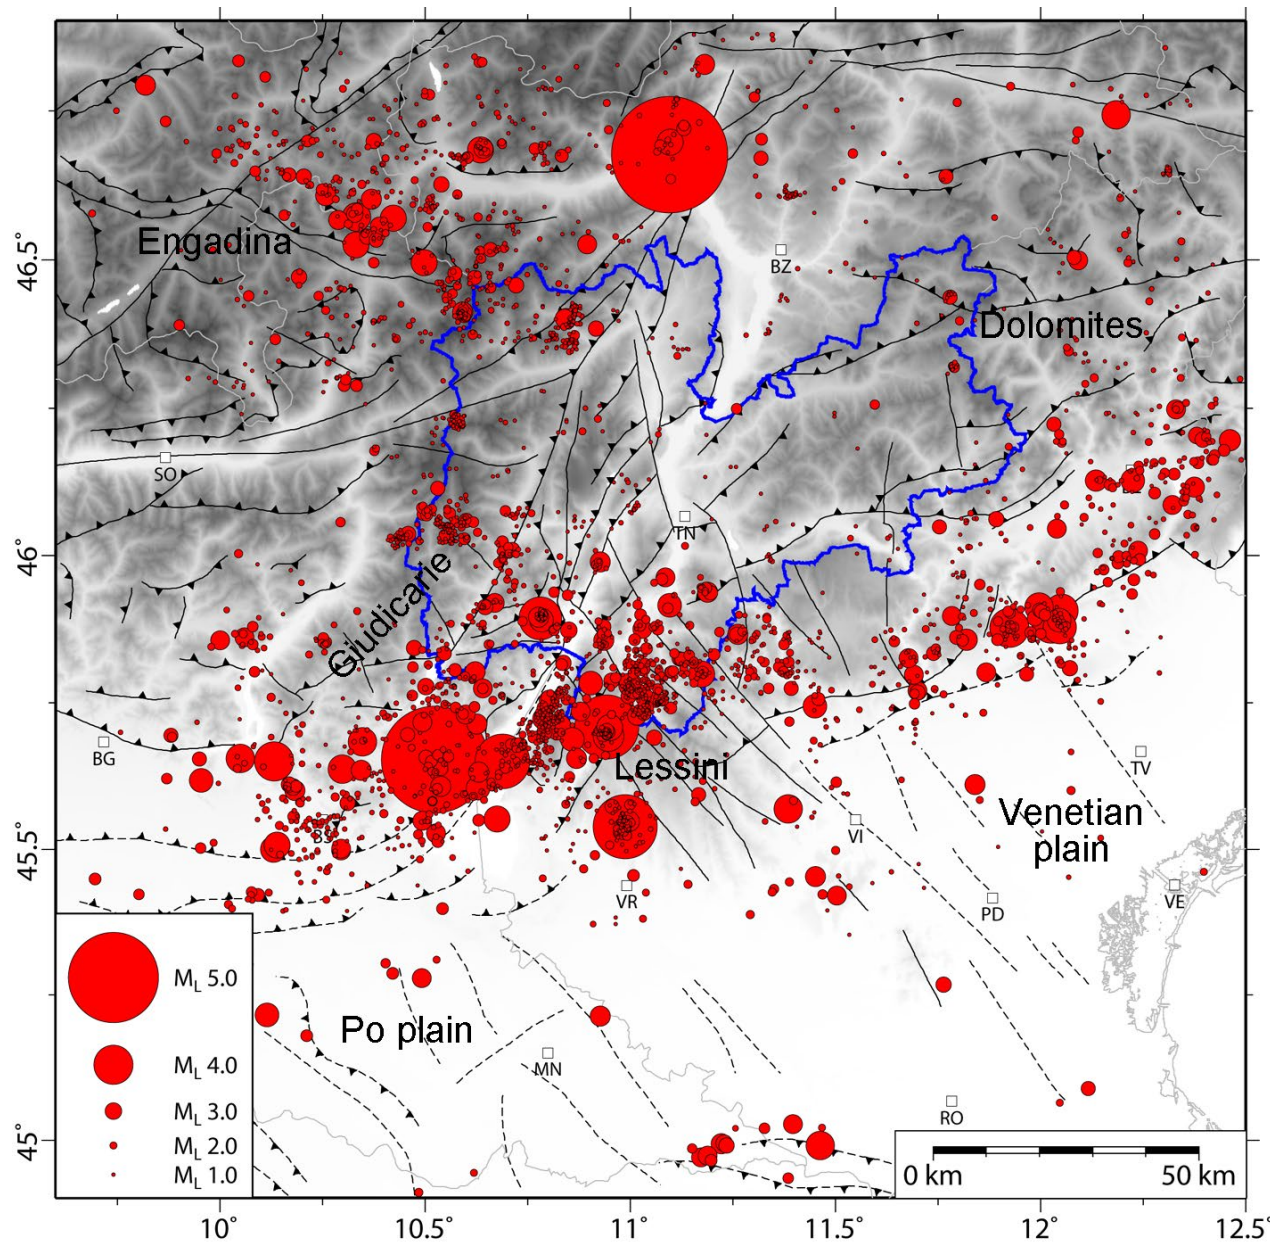 46.5°
46°
45.5°
45°
Engadina
BZ
Dolomites
SO
TN
Giudicarie
BG
Lessini
TV
Venetian
plain
BS
VI
VR
PD
VE
Po plain
MN
RO
ML 5.0
ML 4.0
ML 3.0
ML 2.0
ML 1.0
0 km 50 km
10° 10.5° 11° 11.5° 12° 12.5°